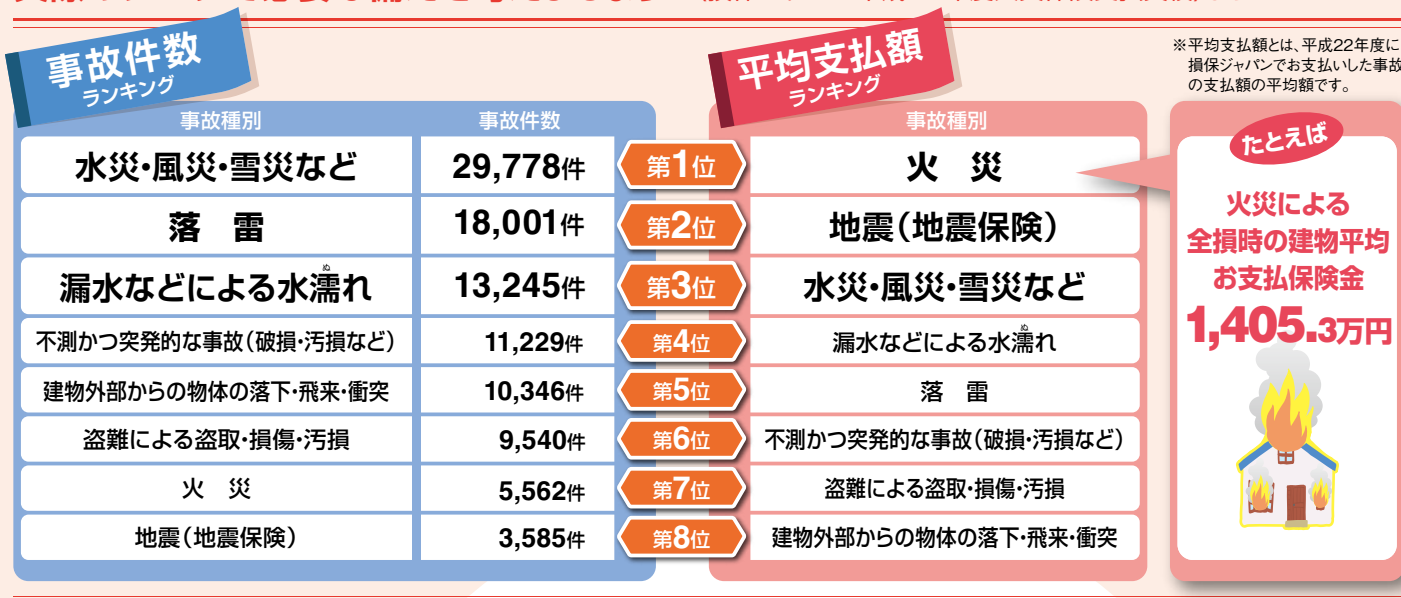 事故件数
ランキング
平均支払額
ランキング
※平均支払額とは、平成22年度に
損保ジャパンでお支払いした事故
の支払額の平均額です。
事故種別 事故件数 事故種別
水災・風災・雪災など 29,778件 第1位 火 災
落 雷 18,001件 第2位 地震(地震保険)
漏水などによる水濡れ 13,245件 第3位 水災・風災・雪災など
不測かつ突発的な事故(破損・汚損など) 11,229件 第4位 漏水などによる水濡れ
建物外部からの物体の落下・飛来・衝突 10,346件 第5位 落 雷
盗難による盗取・損傷・汚損 9,540件 第6位 不測かつ突発的な事故(破損・汚損など)
火 災 5,562件 第7位 盗難による盗取・損傷・汚損
地震(地震保険) 3,585件 第8位 建物外部からの物体の落下・飛来・衝突
たとえば
火災による
全損時の建物平均
お支払保険金
1,405.3万円